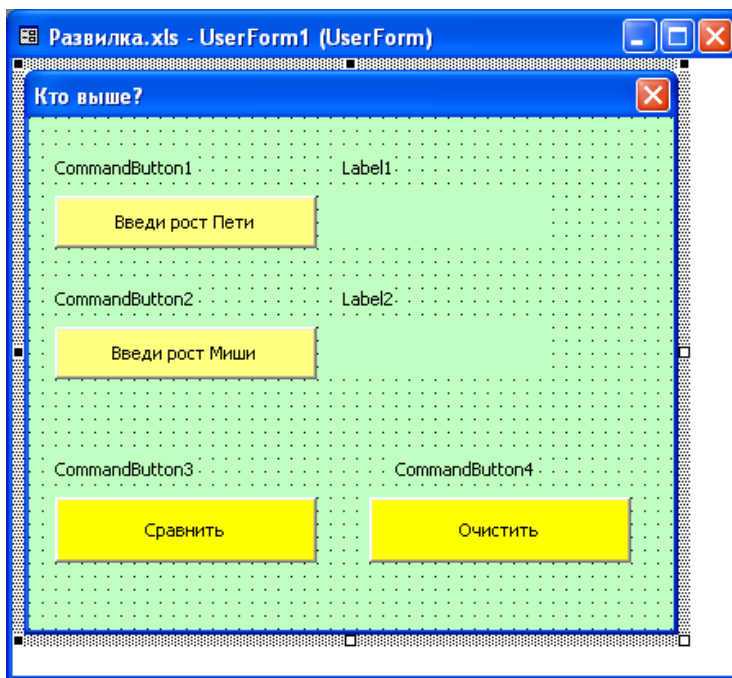 Развилка.xls - UserForm1 (UserForm)
Кто выше?
CommandButton1 Label1
Введи рост Пети
CommandButton2 Label2
Введи рост Миши
CommandButton3 CommandButton4
Сравнить Очистить